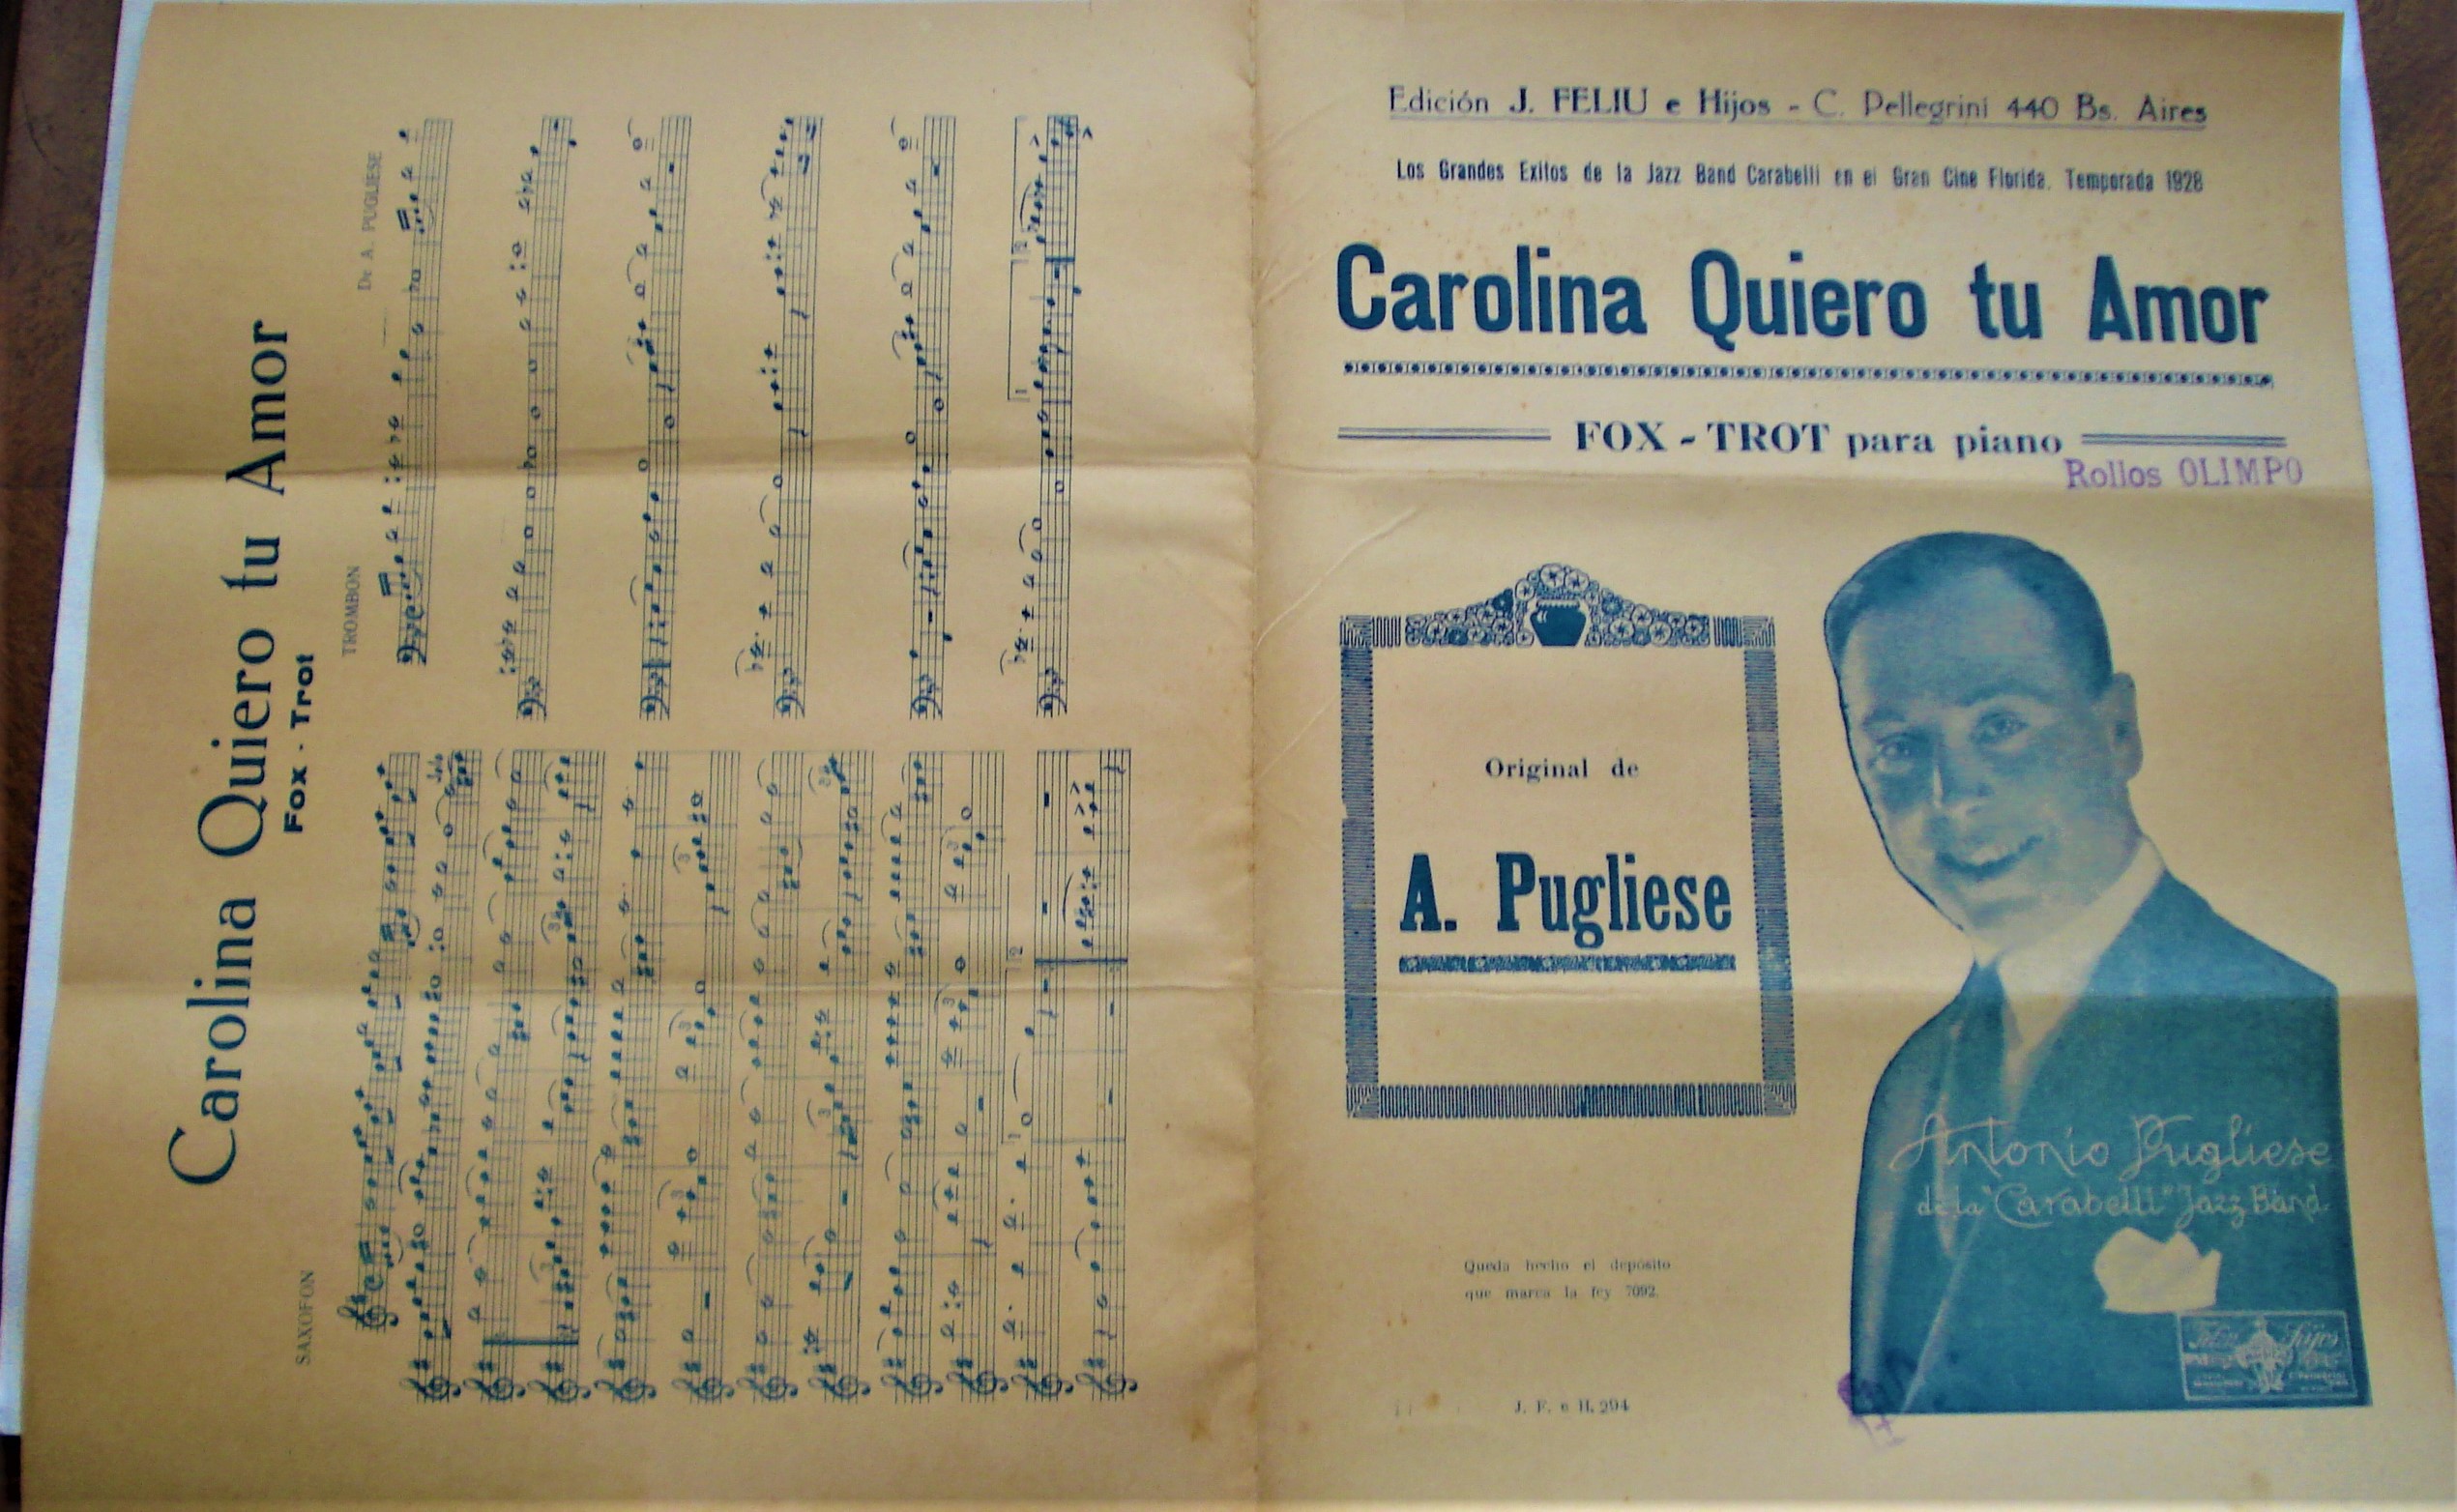 Carolina Quiero tu Amor
Fox - Trot
SAXOFON
TROMBON
De A. PUGLIESE
Edición J. FELIU e Hijos - C. Pellegrini 440 Bs. Aires
Los Grandes Exitos de la Jazz Band Carabelli en el Gran Cine Florida. Temporada 1928
Carolina Quiero tu Amor
FOX - TROT para piano
Rollos OLIMPO
Original de
A. Pugliese
Antonio Pugliese
de la "Carabelli" Jazz Band.
Queda hecho el depósito
que marca la ley 7092.
J. F. e H. 294